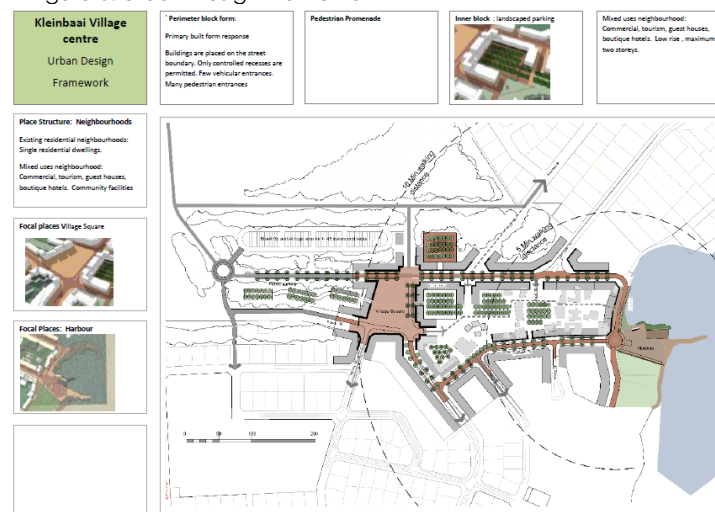 Kleinbaai Village
centre
Urban Design
Framework
Perimeter block form:
Primary built form response
Buildings are placed on the street
boundary. Only controlled recesses are
permitted. Few vehicular entrances.
Many pedestrian entrances
Pedestrian Promenade
Inner block : landscaped parking
Mixed uses neighbourhood:
Commercial, tourism, guest houses,
boutique hotels. Low rise , maximum
two storeys.
Place Structure: Neighbourhoods
Existing residential neighbourhoods:
Single residential dwellings.
Mixed uses neighbourhood:
Commercial, tourism, guest houses,
boutique hotels. Community facilities
Focal places Village Square
Focal Places: Harbour
10 Min walking
distance
5 Min walking
distance
Village Square
Harbour
0 50 100 200